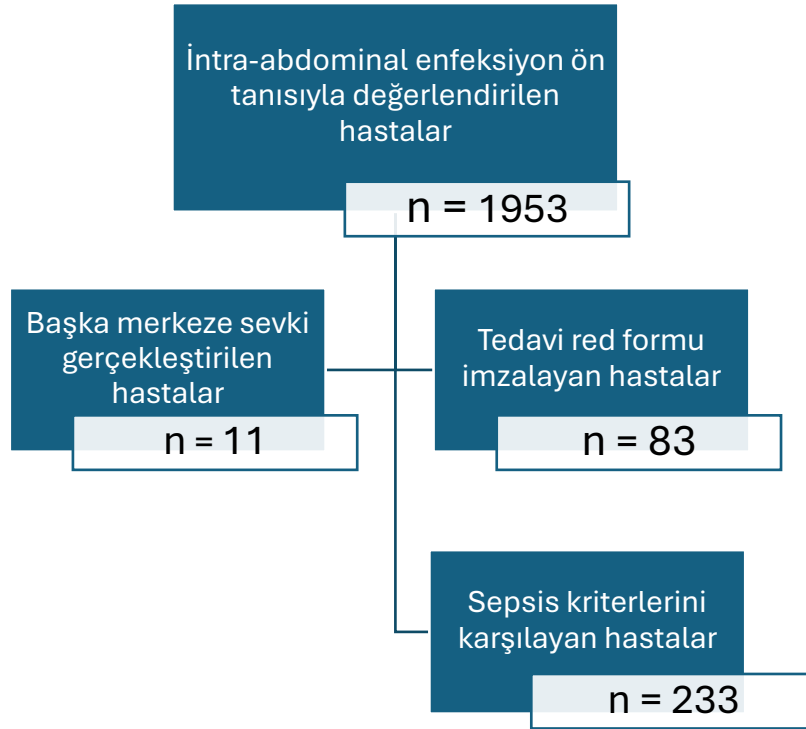 İntra-abdominal enfeksiyon ön
tanısıyla değerlendirilen
hastalar
n = 1953
Başka merkeze sevki
gerçekleştirilen
hastalar
n = 11
Tedavi red formu
imzalayan hastalar
n = 83
Sepsis kriterlerini
karşılayan hastalar
n = 233